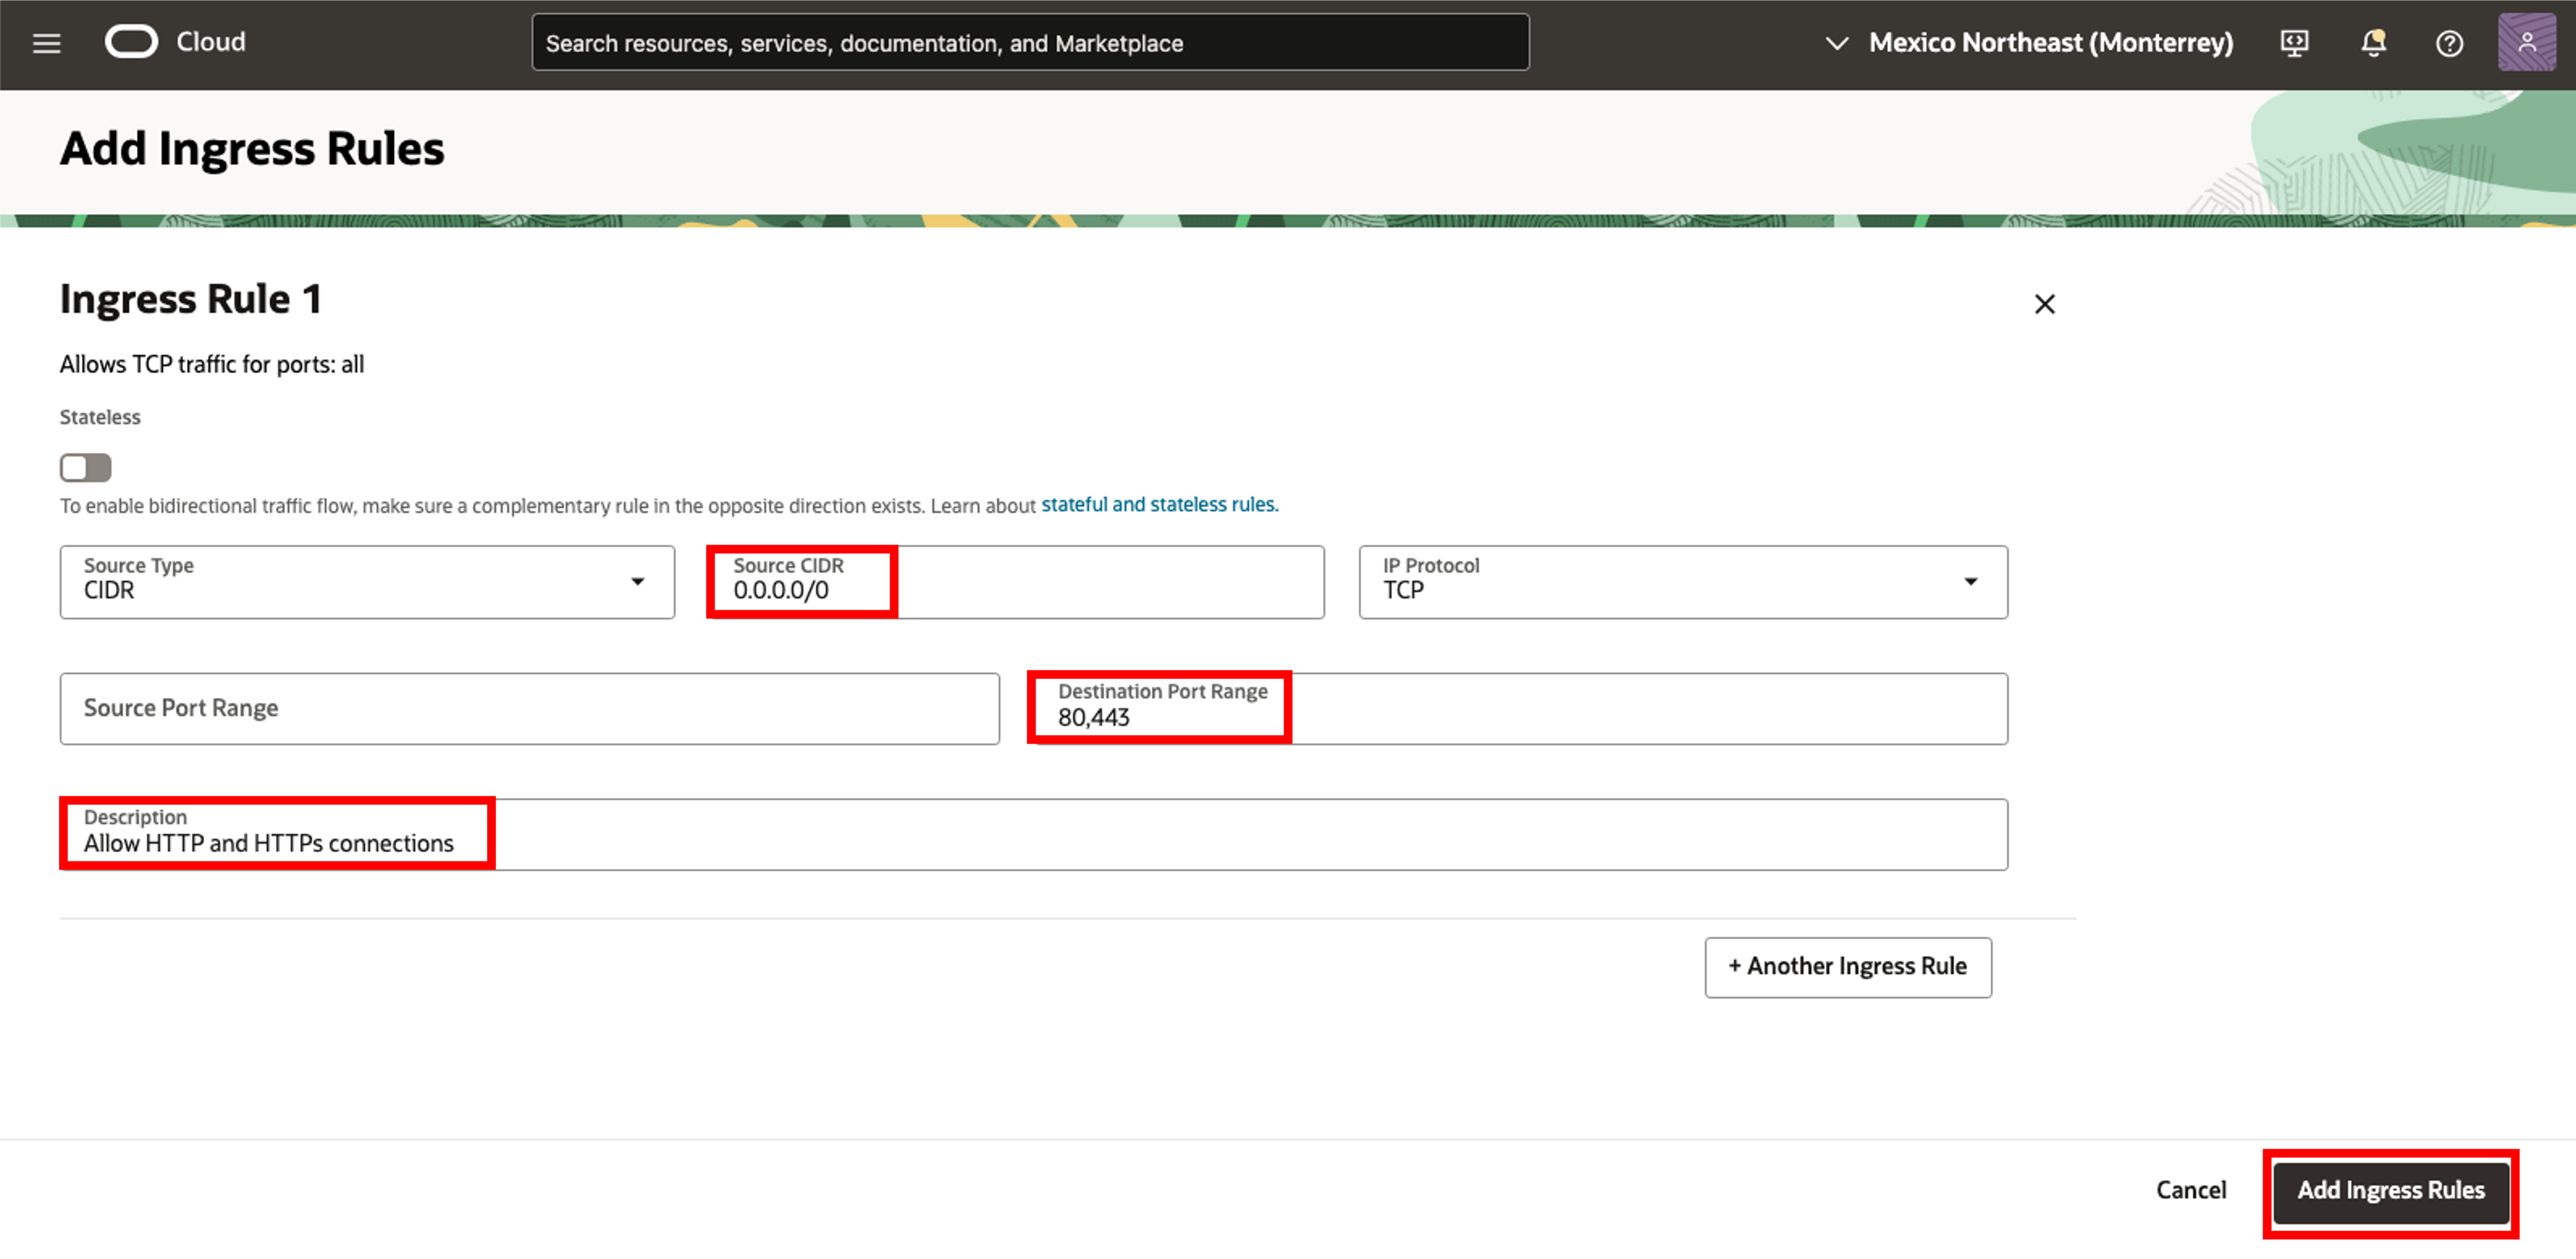 Cloud
Search resources, services, documentation, and Marketplace
Mexico Northeast (Monterrey)
Add Ingress Rules
Ingress Rule 1
Allows TCP traffic for ports: all
Stateless
To enable bidirectional traffic flow, make sure a complementary rule in the opposite direction exists. Learn about stateful and stateless rules.
Source Type
CIDR
Source CIDR
0.0.0.0/0
IP Protocol
TCP
Source Port Range
Destination Port Range
80,443
Description
Allow HTTP and HTTPs connections
+ Another Ingress Rule
Cancel
Add Ingress Rules